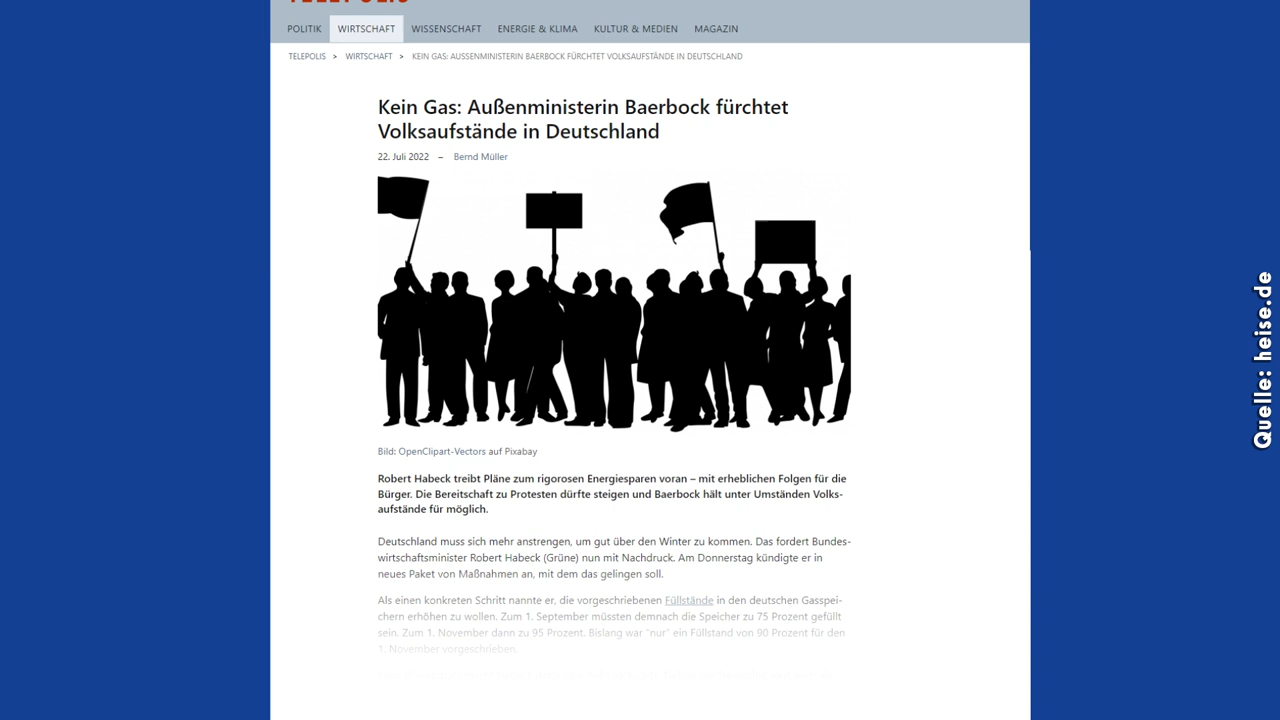 TELEPOLIS
POLITIK WIRTSCHAFT WISSENSCHAFT ENERGIE & KLIMA KULTUR & MEDIEN MAGAZIN
TELEPOLIS > WIRTSCHAFT > KEIN GAS: AUSSENMINISTERIN BAERBOCK FÜRCHTET VOLKSAUFSTÄNDE IN DEUTSCHLAND
Kein Gas: Außenministerin Baerbock fürchtet
Volksaufstände in Deutschland
22. Juli 2022 – Bernd Müller
Bild: OpenClipart-Vectors auf Pixabay
Robert Habeck treibt Pläne zum rigorosen Energiesparen voran – mit erheblichen Folgen für die
Bürger. Die Bereitschaft zu Protesten dürfte steigen und Baerbock hält unter Umständen Volks-
aufstände für möglich.
Deutschland muss sich mehr anstrengen, um gut über den Winter zu kommen. Das fordert Bundes-
wirtschaftsminister Robert Habeck (Grüne) nun mit Nachdruck. Am Donnerstag kündigte er in
neues Paket von Maßnahmen an, mit dem das gelingen soll.
Als einen konkreten Schritt nannte er, die vorgeschriebenen Füllstände in den deutschen Gasspei-
chern erhöhen zu wollen. Zum 1. September müssten demnach die Speicher zu 75 Prozent gefüllt
sein. Zum 1. November dann zu 95 Prozent. Bislang war "nur" ein Füllstand von 90 Prozent für den
1. November vorgeschrieben.
Quelle: heise.de